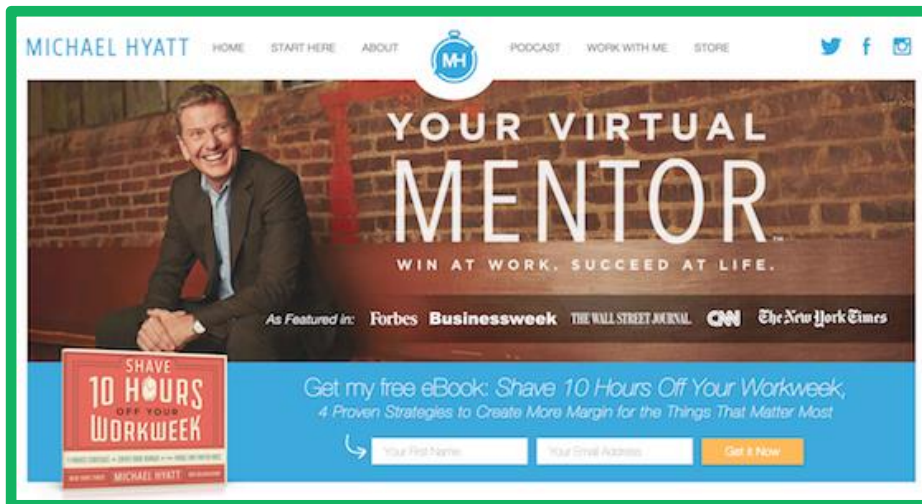 MICHAEL HYATT HOME START HERE ABOUT MH PODCAST WORK WITH ME STORE
YOUR VIRTUAL
MENTOR
WIN AT WORK. SUCCEED AT LIFE.
As Featured in: Forbes Businessweek THE WALL STREET JOURNAL. CNN The New York Times
SHAVE
10 HOURS
OFF YOUR
WORKWEEK
MICHAEL HYATT
Get my free eBook: Shave 10 Hours Off Your Workweek,
4 Proven Strategies to Create More Margin for the Things That Matter Most
Your First Name Your Email Address Get it Now